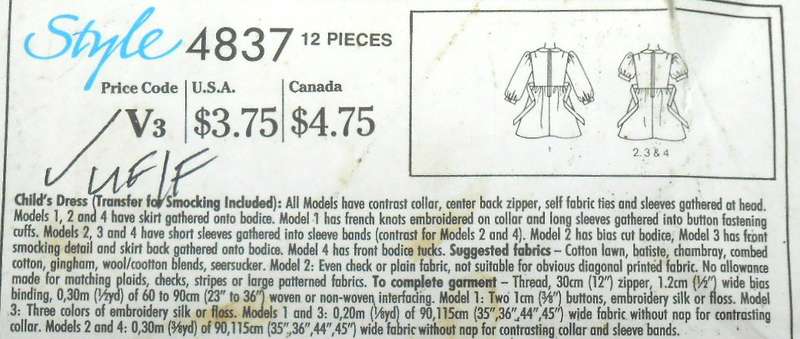 Style 4837 12 PIECES
Price Code U.S.A. Canada
V3 $3.75 $4.75
1 2, 3 & 4
Child's Dress (Transfer for Smocking Included): All Models have contrast collar, center back zipper, self fabric ties and sleeves gathered at head.
Models 1, 2 and 4 have skirt gathered onto bodice. Model 1 has french knots embroidered on collar and long sleeves gathered into button fastening
cuffs. Models 2, 3 and 4 have short sleeves gathered into sleeve bands (contrast for Models 2 and 4). Model 2 has bias cut bodice, Model 3 has front
smocking detail and skirt back gathered onto bodice. Model 4 has front bodice tucks. Suggested fabrics – Cotton lawn, batiste, chambray, combed
cotton, gingham, wool/cootton blends, seersucker. Model 2: Even check or plain fabric, not suitable for obvious diagonal printed fabric. No allowance
made for matching plaids, checks, stripes or large patterned fabrics. To complete garment – Thread, 30cm (12") zipper, 1.2cm (½") wide bias
binding, 0,30m (½yd) of 60 to 90cm (23" to 36") woven or non-woven interfacing. Model 1: Two 1cm (⅜") buttons, embroidery silk or floss. Model
3: Three colors of embroidery silk or floss. Models 1 and 3: 0,20m (⅛yd) of 90,115cm (35",36",44",45") wide fabric without nap for contrasting
collar. Models 2 and 4: 0,30m (⅜yd) of 90,115cm (35",36",44",45") wide fabric without nap for contrasting collar and sleeve bands.